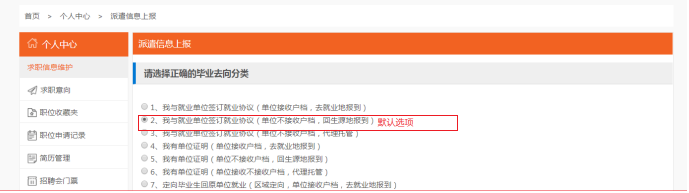 首页 > 个人中心 > 派遣信息上报
个人中心
派遣信息上报
求职信息维护
请选择正确的毕业去向分类
求职意向
职位收藏夹
职位申请记录
简历管理
招聘会门票
1、我与就业单位签订就业协议（单位接收户档，去就业地报到）
2、我与就业单位签订就业协议（单位不接收户档，回生源地报到） 默认选项
3、我与就业单位签订就业协议（单位不接收户档，代理托管）
4、我有单位证明（单位接收户档，去就业地报到）
5、我有单位证明（单位不接收户档，回生源地报到）
6、我有单位证明（单位接收不接收户档，代理托管）
7、定向毕业生回原单位就业（区域定向，单位接收户档，去就业地报到）